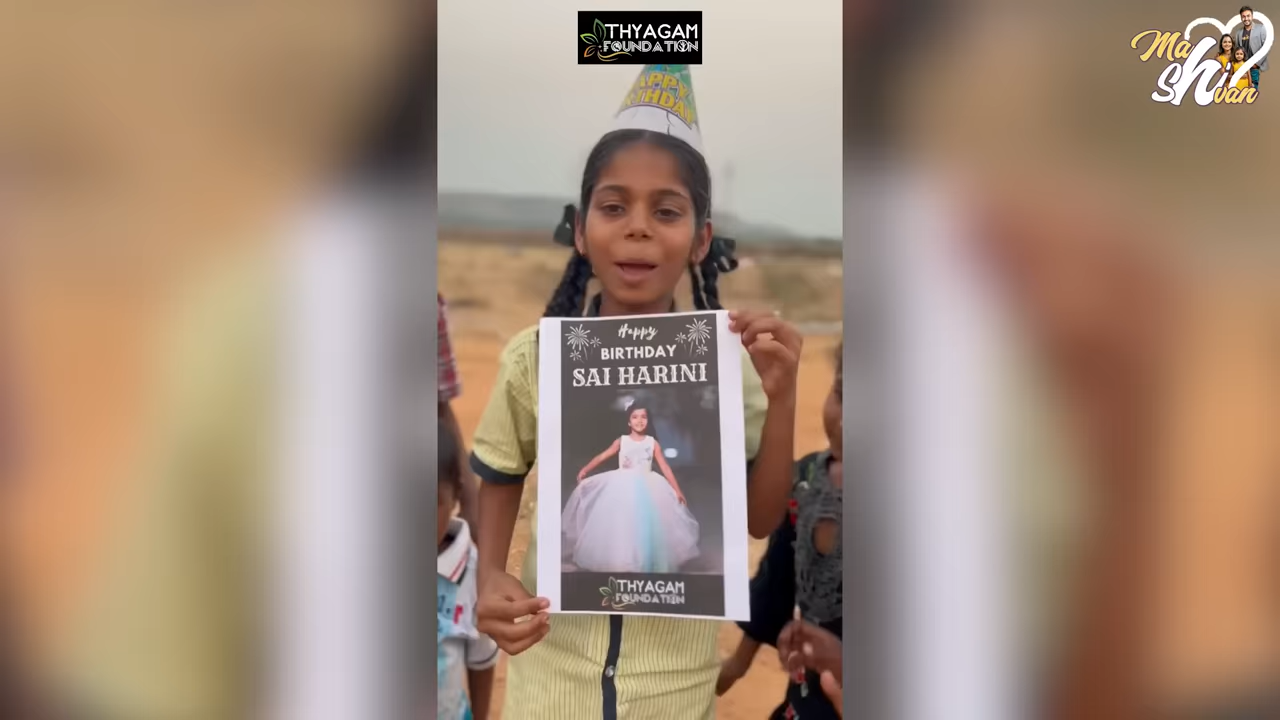 THYAGAM
FOUNDATION
Ma
Shivan
HAPPY
BIRTHDAY
Happy
BIRTHDAY
SAI HARINI
THYAGAM
FOUNDATION